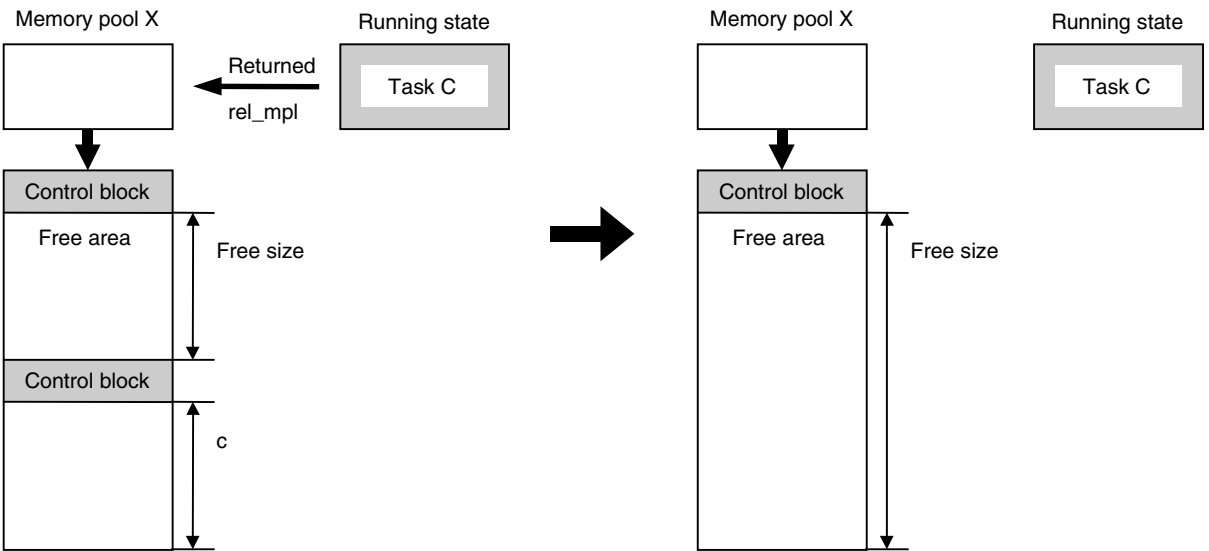 Memory pool X
Running state
Returned
Task C
rel_mpl
Control block
Free area
Free size
Control block
c
Memory pool X
Running state
Task C
Control block
Free area
Free size